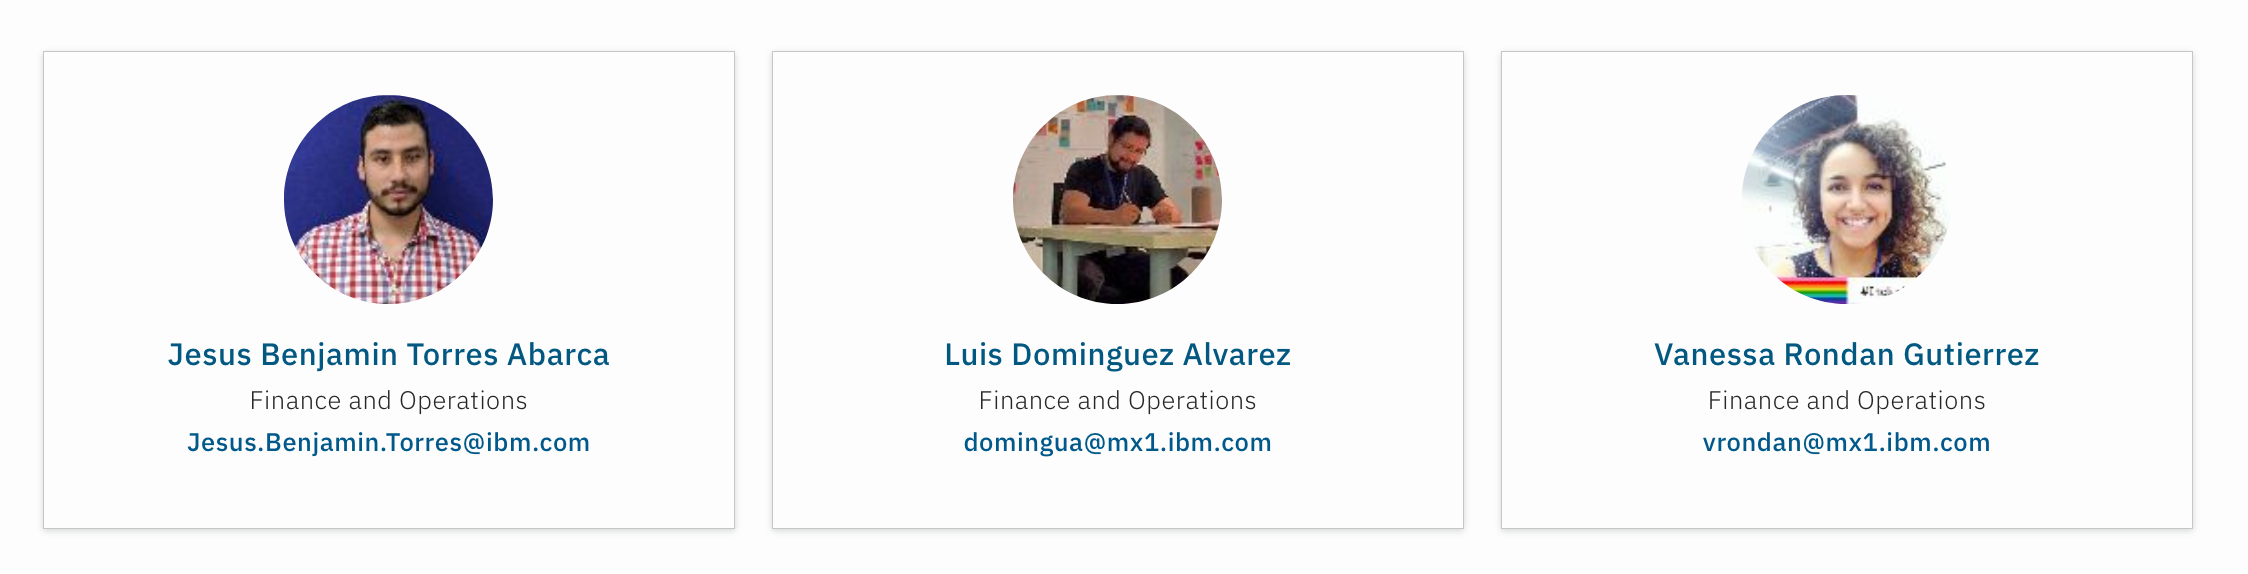 Jesus Benjamin Torres Abarca
Finance and Operations
Jesus.Benjamin.Torres@ibm.com
Luis Dominguez Alvarez
Finance and Operations
domingua@mx1.ibm.com
Vanessa Rondan Gutierrez
Finance and Operations
vrondan@mx1.ibm.com